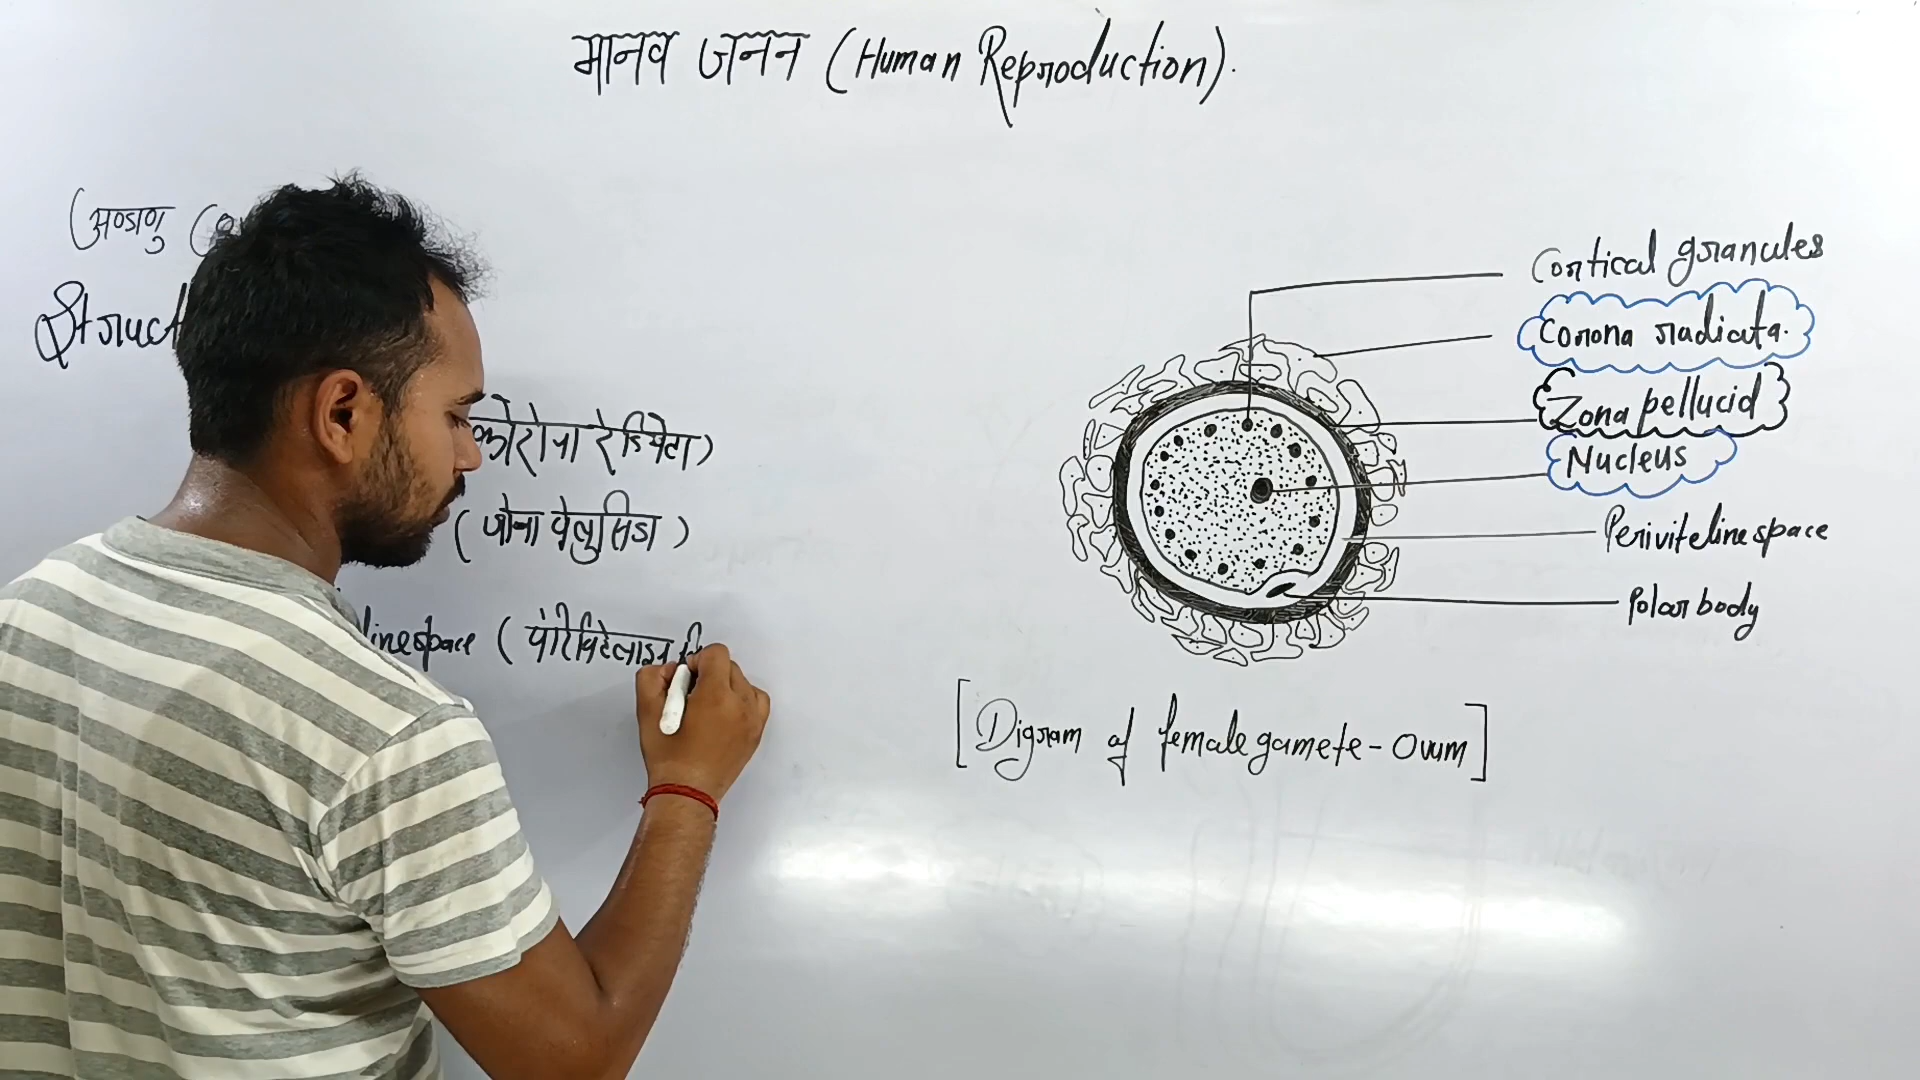 मानव जनन (Human Reproduction).
(अण्डाणु
Struct
कोरोना रेडियेटा)
(जोना पेलुसिडा)
linespace (पेरिविटेलाइन
Cortical granules
Corona radiata.
Zona pellucid
Nucleus
Perivitelinespace
Polar body
[Digram of female gamete - Ovum]